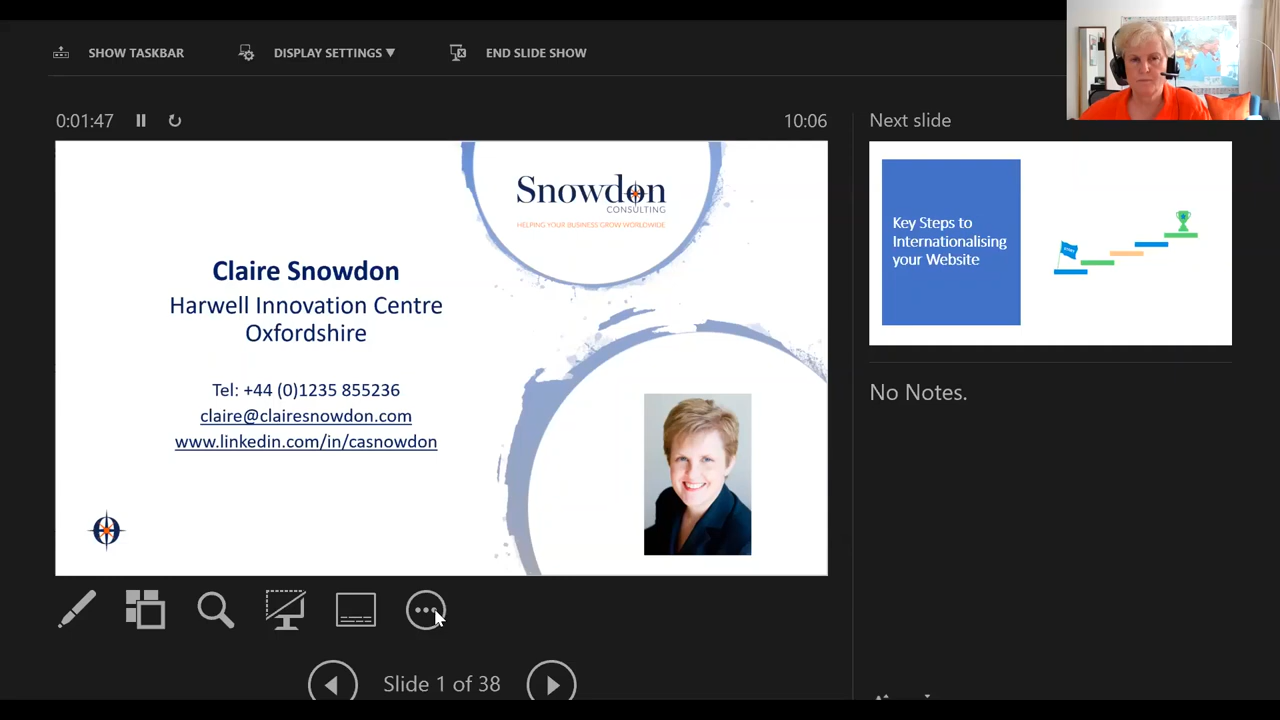 SHOW TASKBAR
DISPLAY SETTINGS ▼
END SLIDE SHOW
0:01:47
10:06
Next slide
Snowdon
CONSULTING
HELPING YOUR BUSINESS GROW WORLDWIDE
Claire Snowdon
Harwell Innovation Centre
Oxfordshire
Tel: +44 (0)1235 855236
claire@clairesnowdon.com
www.linkedin.com/in/casnowdon
Key Steps to
Internationalising
your Website
No Notes.
Slide 1 of 38